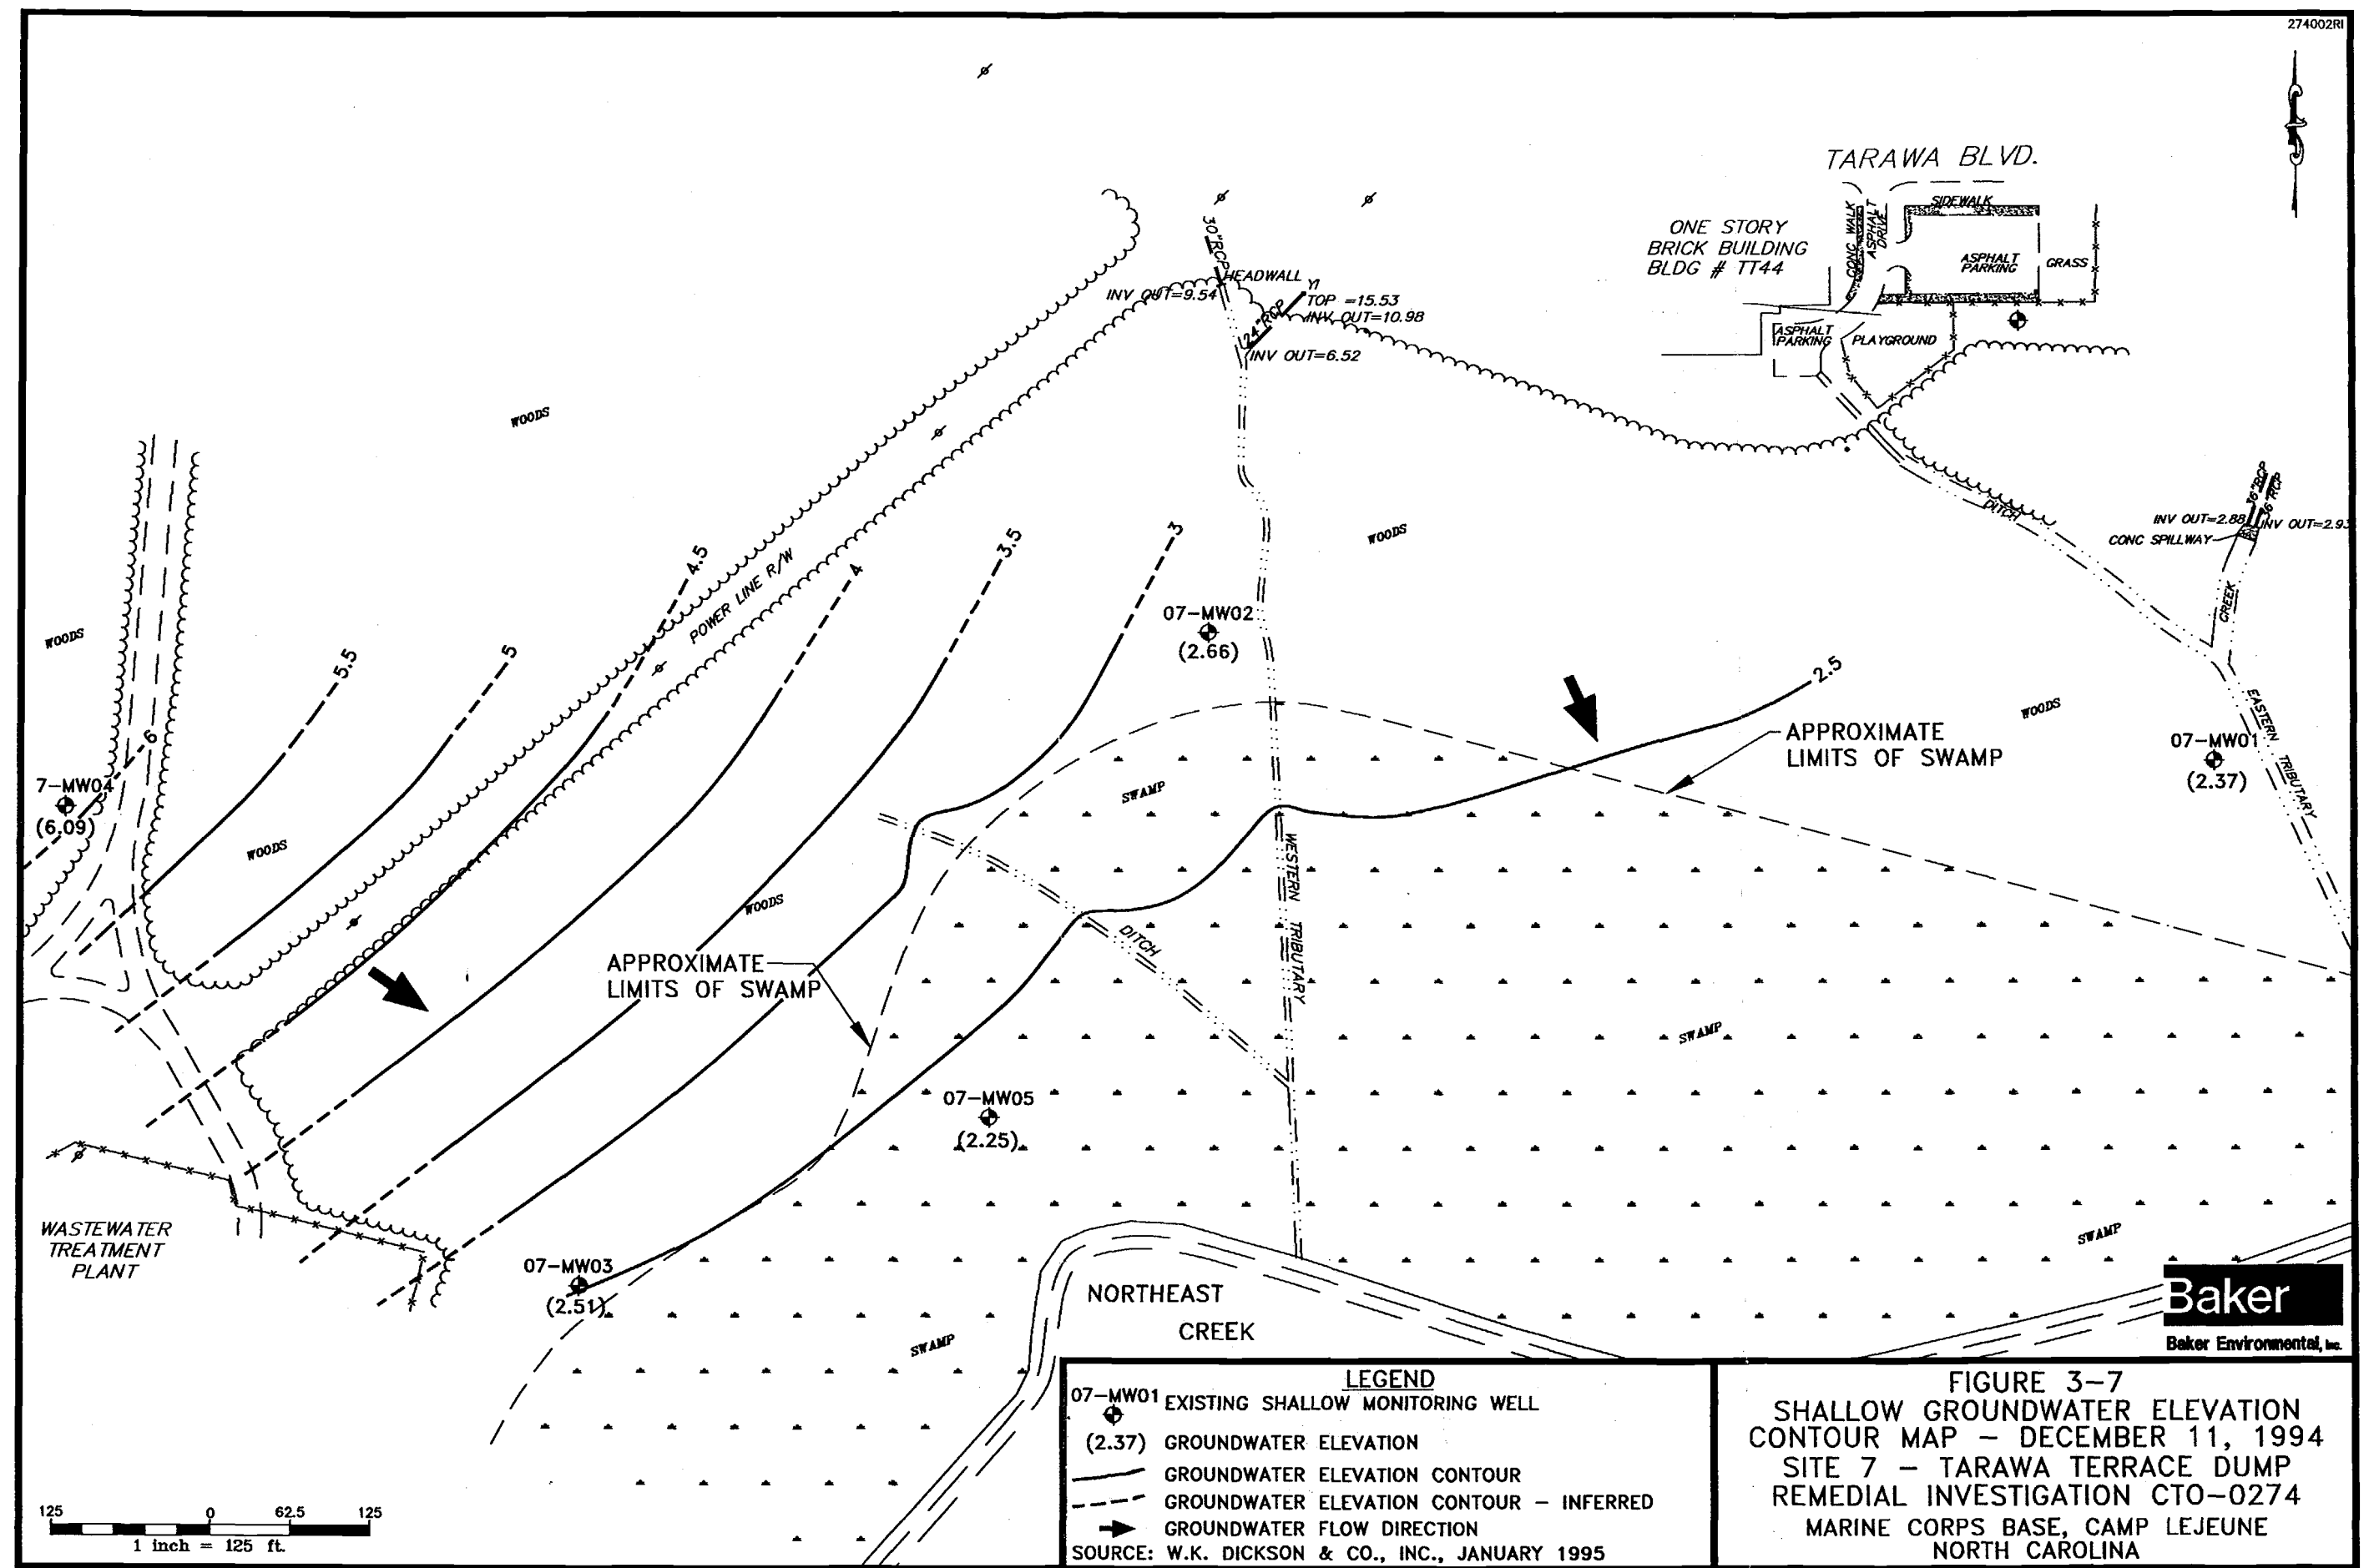 274002RI
TARAWA BLVD.
SIDEWALK
CONC WALK
ASPHALT
DRIVE
ONE STORY
BRICK BUILDING
BLDG # TT44
ASPHALT
PARKING
GRASS
ASPHALT
PARKING
PLAYGROUND
30"RCP
HEADWALL
INV OUT=9.54
Y1
TOP =15.53
INV OUT=10.98
24"RCP
INV OUT=6.52
WOODS
DITCH
36"RCP
36"RCP
INV OUT=2.88
INV OUT=2.93
CONC SPILLWAY
CREEK
WOODS
4.5
POWER LINE R/W
4
3.5
3
07-MW02
(2.66)
WOODS
5.5
5
6
2.5
WOODS
EASTERN TRIBUTARY
07-MW01
(2.37)
APPROXIMATE
LIMITS OF SWAMP
7-MW04
(6.09)
WOODS
SWAMP
WOODS
WESTERN TRIBUTARY
DITCH
APPROXIMATE
LIMITS OF SWAMP
SWAMP
07-MW05
(2.25)
WASTEWATER
TREATMENT
PLANT
07-MW03
(2.51)
SWAMP
NORTHEAST
CREEK
SWAMP
Baker
Baker Environmental, Inc.
125 0 62.5 125
1 inch = 125 ft.
LEGEND
07-MW01 EXISTING SHALLOW MONITORING WELL
(2.37) GROUNDWATER ELEVATION
GROUNDWATER ELEVATION CONTOUR
GROUNDWATER ELEVATION CONTOUR - INFERRED
GROUNDWATER FLOW DIRECTION
SOURCE: W.K. DICKSON & CO., INC., JANUARY 1995
FIGURE 3-7
SHALLOW GROUNDWATER ELEVATION
CONTOUR MAP - DECEMBER 11, 1994
SITE 7 - TARAWA TERRACE DUMP
REMEDIAL INVESTIGATION CTO-0274
MARINE CORPS BASE, CAMP LEJEUNE
NORTH CAROLINA